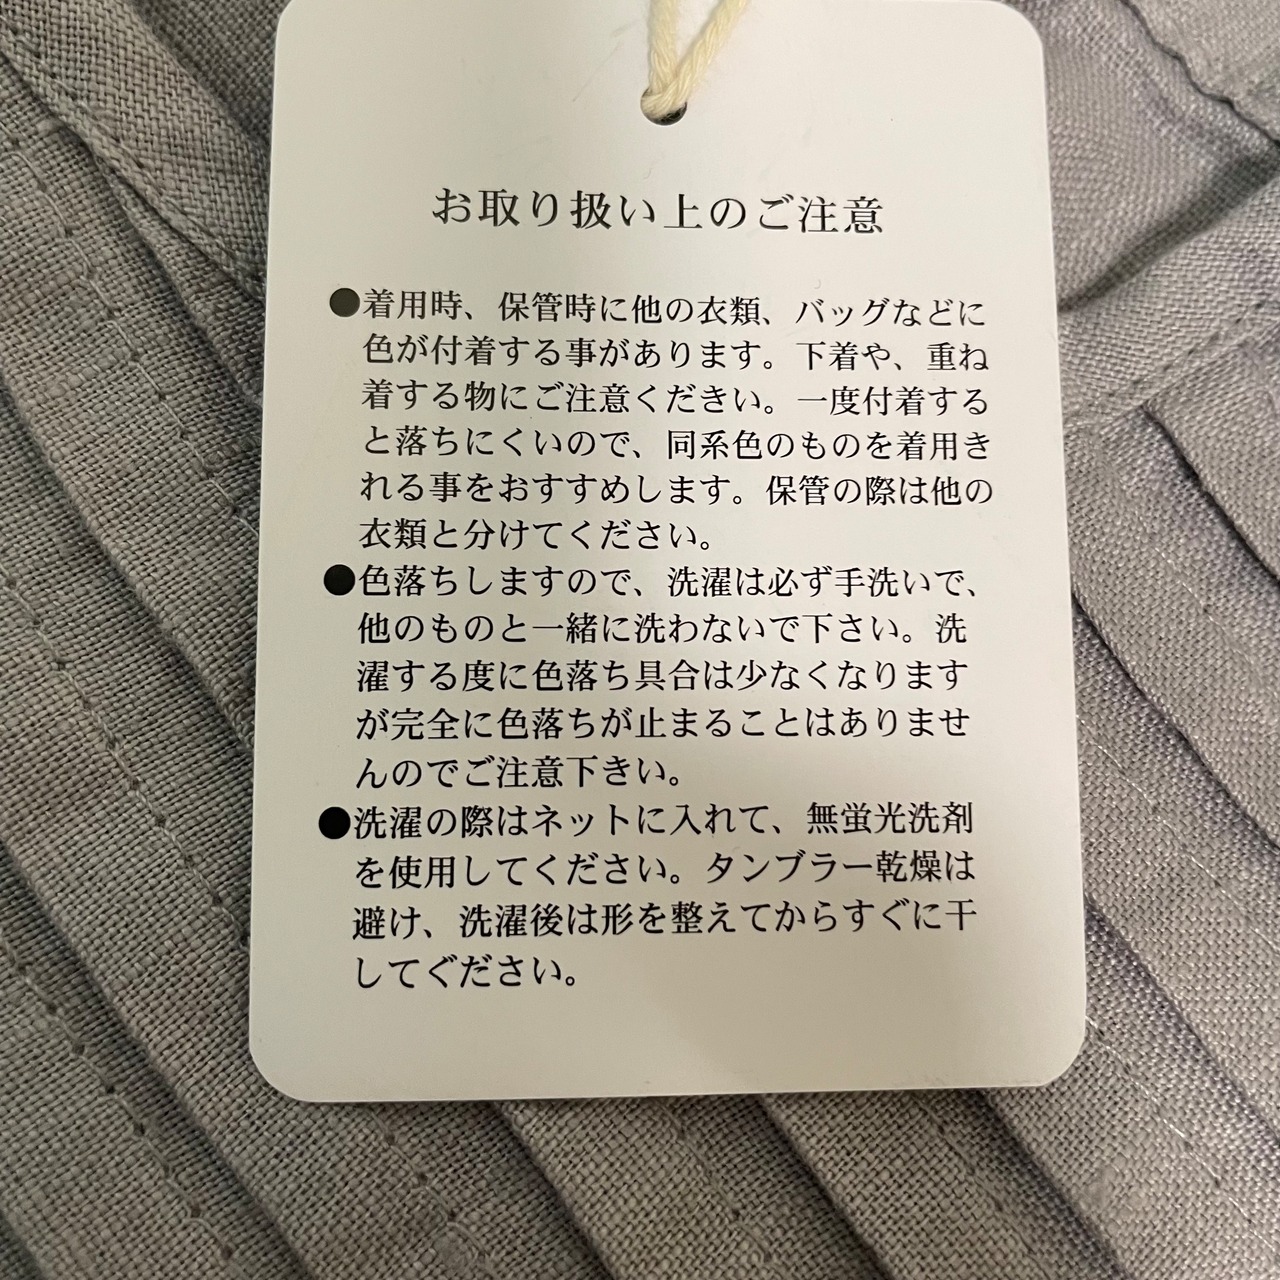 お取り扱い上のご注意
●着用時、保管時に他の衣類、バッグなどに
色が付着する事があります。下着や、重ね
着する物にご注意ください。一度付着する
と落ちにくいので、同系色のものを着用き
れる事をおすすめします。保管の際は他の
衣類と分けてください。
●色落ちしますので、洗濯は必ず手洗いで、
他のものと一緒に洗わないで下さい。洗
濯する度に色落ち具合は少なくなります
が完全に色落ちが止まることはありませ
んのでご注意下きい。
●洗濯の際はネットに入れて、無蛍光洗剤
を使用してください。タンブラー乾燥は
避け、洗濯後は形を整えてからすぐに干
してぐださい。